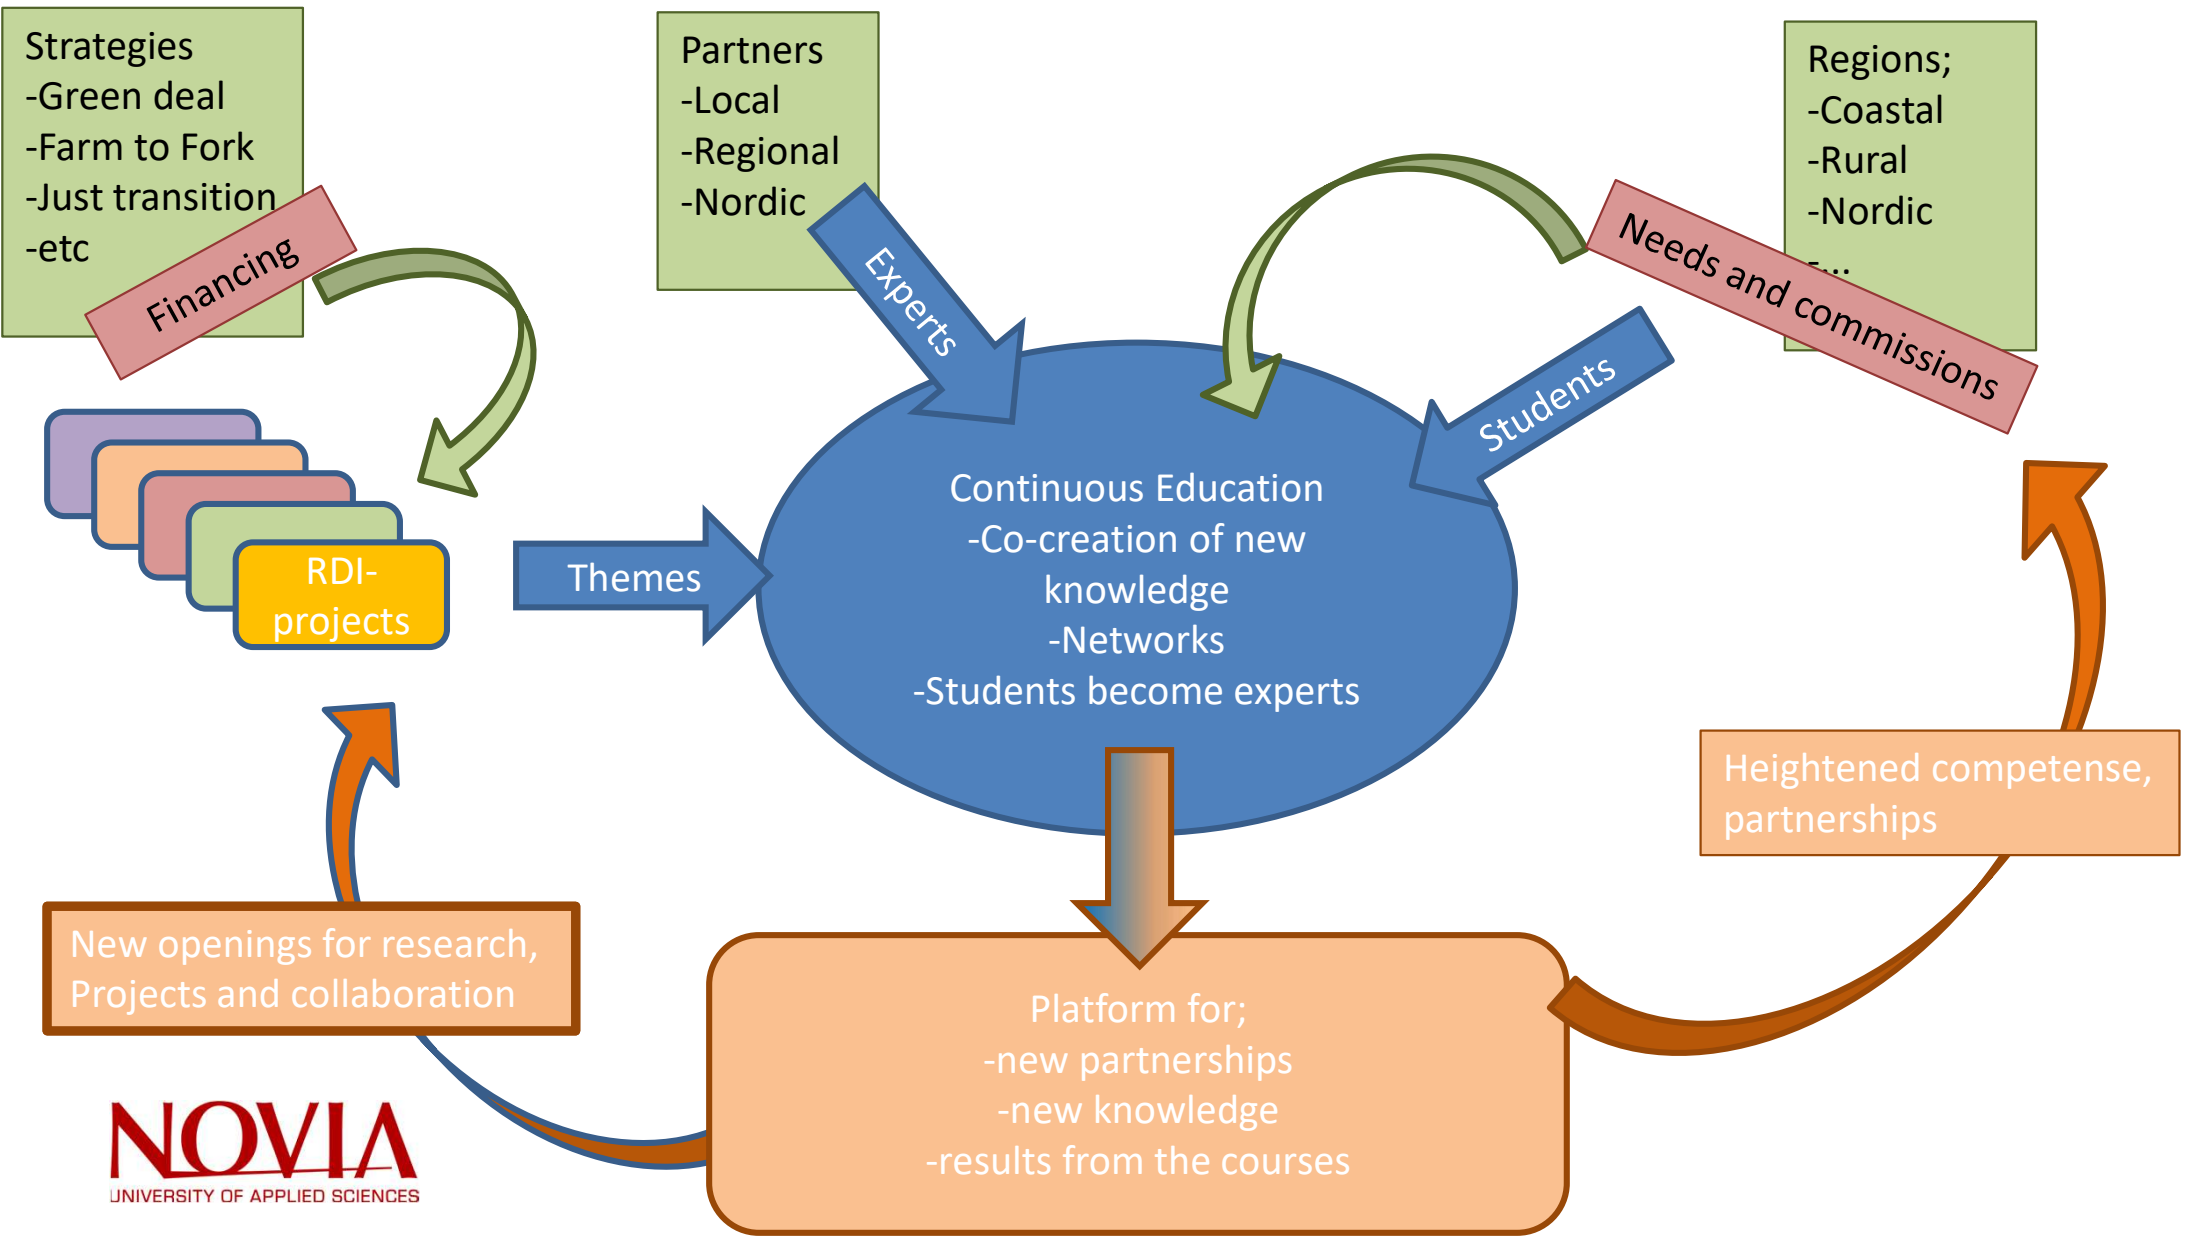 Strategies
-Green deal
-Farm to Fork
-Just transition
-etc
Financing
Partners
-Local
-Regional
-Nordic
Experts
Regions;
-Coastal
-Rural
-Nordic
-...
Needs and commissions
Students
RDI-
projects
Themes
Continuous Education
-Co-creation of new
knowledge
-Networks
-Students become experts
Heightened competense,
partnerships
New openings for research,
Projects and collaboration
Platform for;
-new partnerships
-new knowledge
-results from the courses
NOVIA
UNIVERSITY OF APPLIED SCIENCES